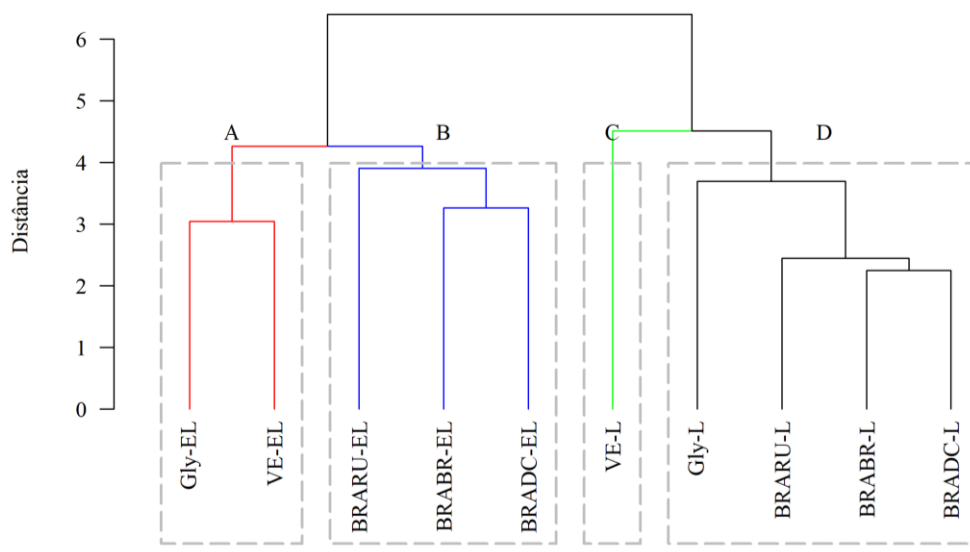 Distância
6
5
4
3
2
1
0
A
B
C
D
Gly-EL
VE-EL
BRARU-EL
BRABR-EL
BRADC-EL
VE-L
Gly-L
BRARU-L
BRABR-L
BRADC-L